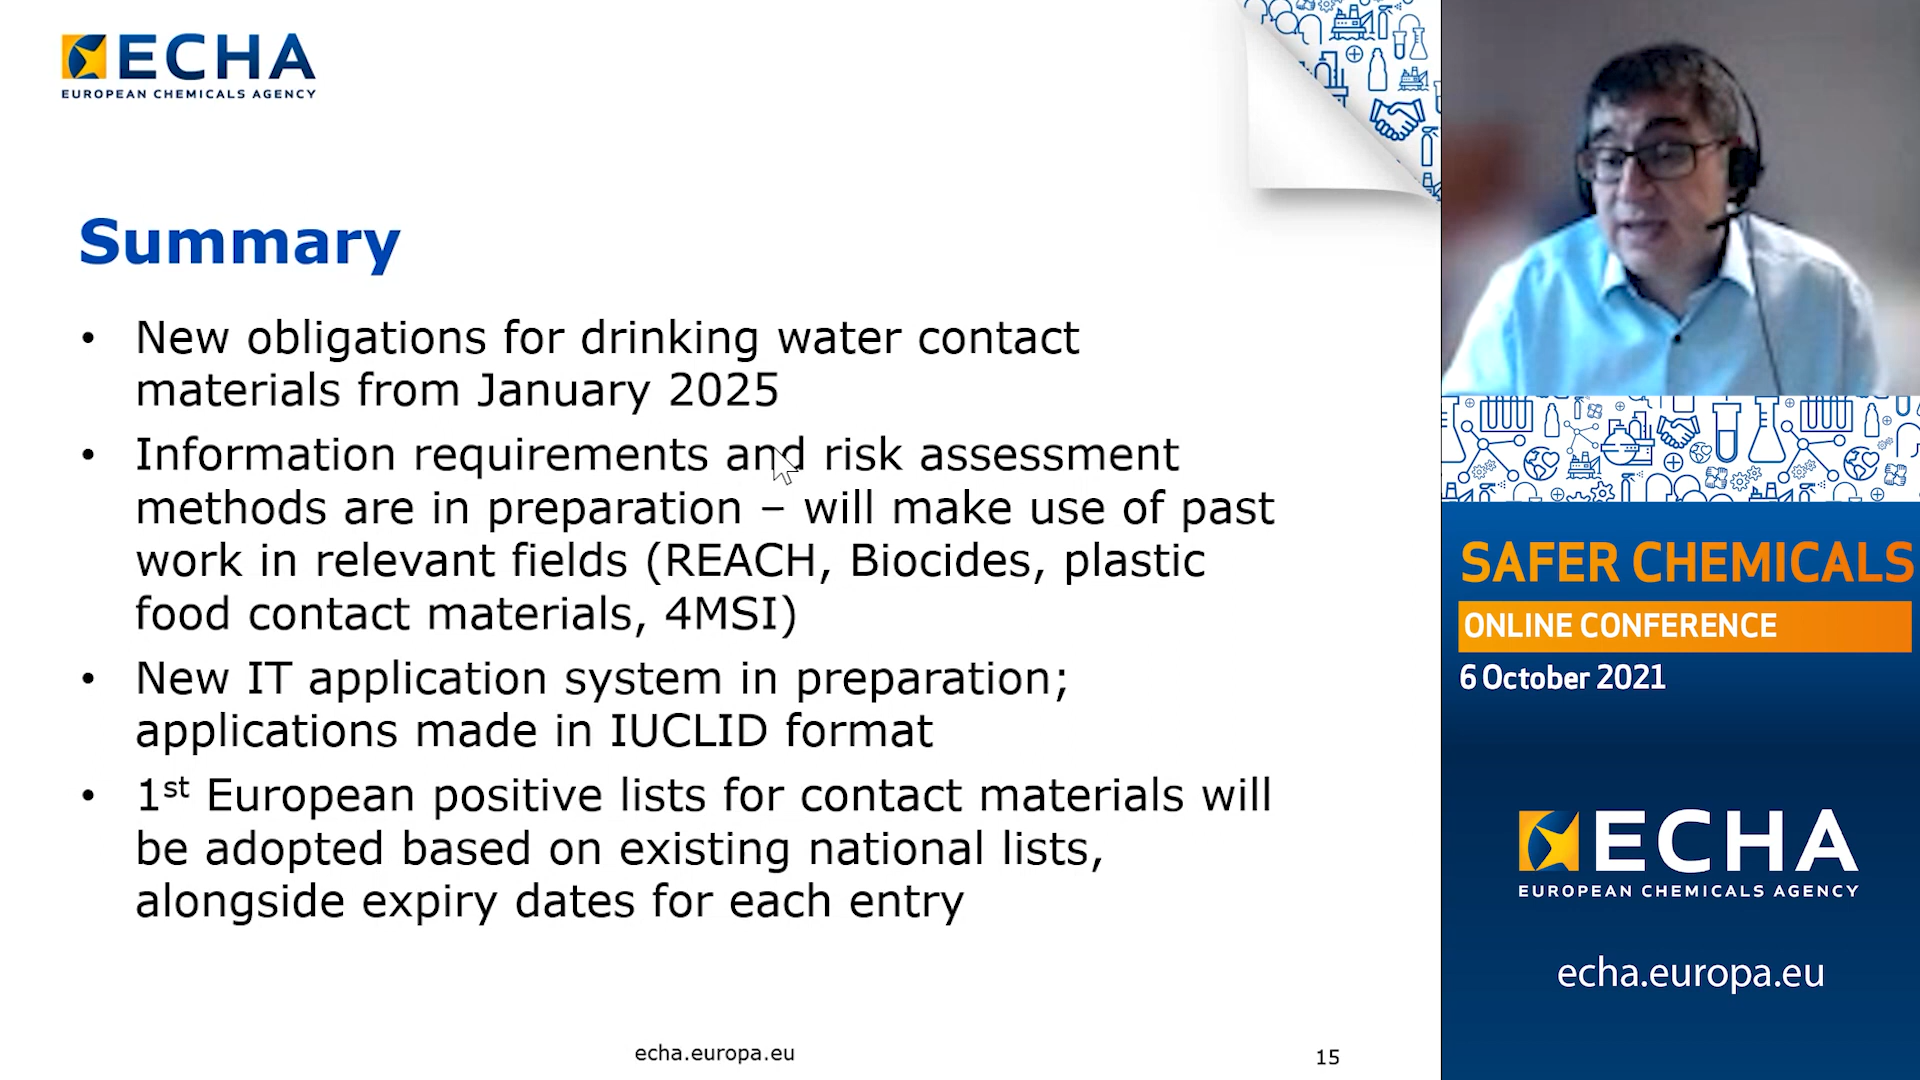 ECHA
EUROPEAN CHEMICALS AGENCY
Summary
• New obligations for drinking water contact
materials from January 2025
• Information requirements and risk assessment
methods are in preparation – will make use of past
work in relevant fields (REACH, Biocides, plastic
food contact materials, 4MSI)
• New IT application system in preparation;
applications made in IUCLID format
• 1st European positive lists for contact materials will
be adopted based on existing national lists,
alongside expiry dates for each entry
echa.europa.eu
15
SAFER CHEMICALS
ONLINE CONFERENCE
6 October 2021
ECHA
EUROPEAN CHEMICALS AGENCY
echa.europa.eu